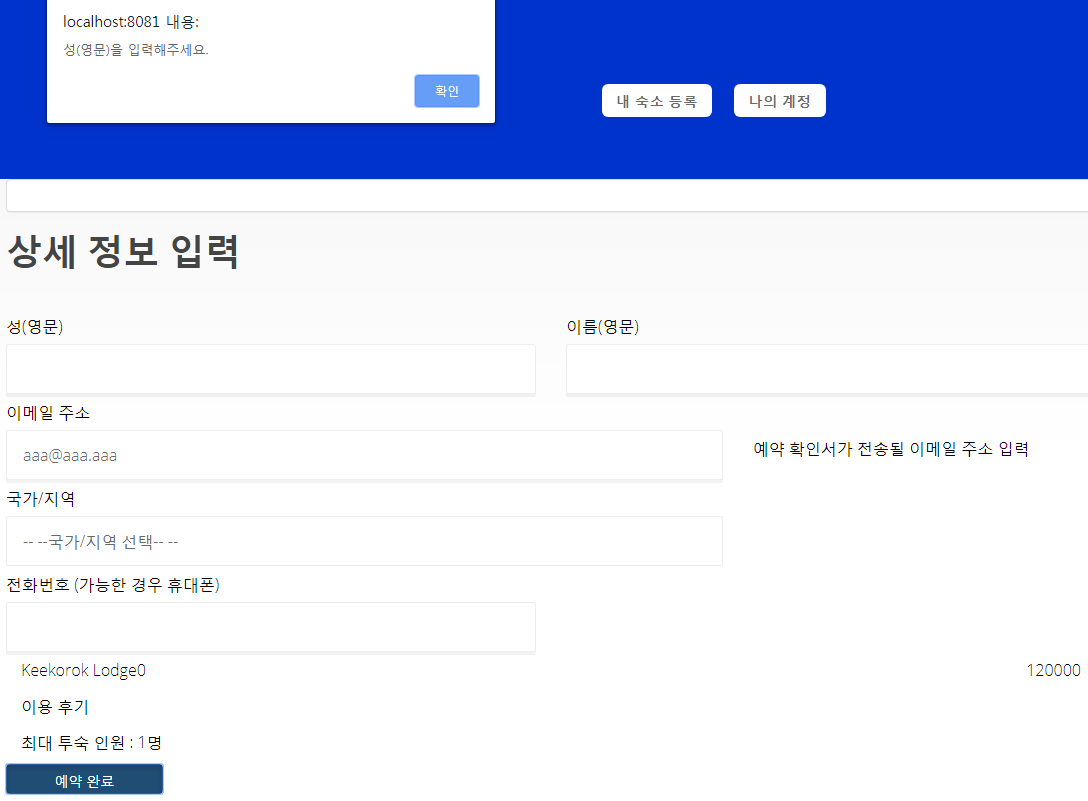 localhost:8081 내용:
성(영문)을 입력해주세요.
확인
내 숙소 등록 나의 계정
상세 정보 입력
성(영문) 이름(영문)
이메일 주소
aaa@aaa.aaa 예약 확인서가 전송될 이메일 주소 입력
국가/지역
-- --국가/지역 선택-- --
전화번호 (가능한 경우 휴대폰)
Keekorok Lodge0 120000
이용 후기
최대 투숙 인원 : 1명
예약 완료